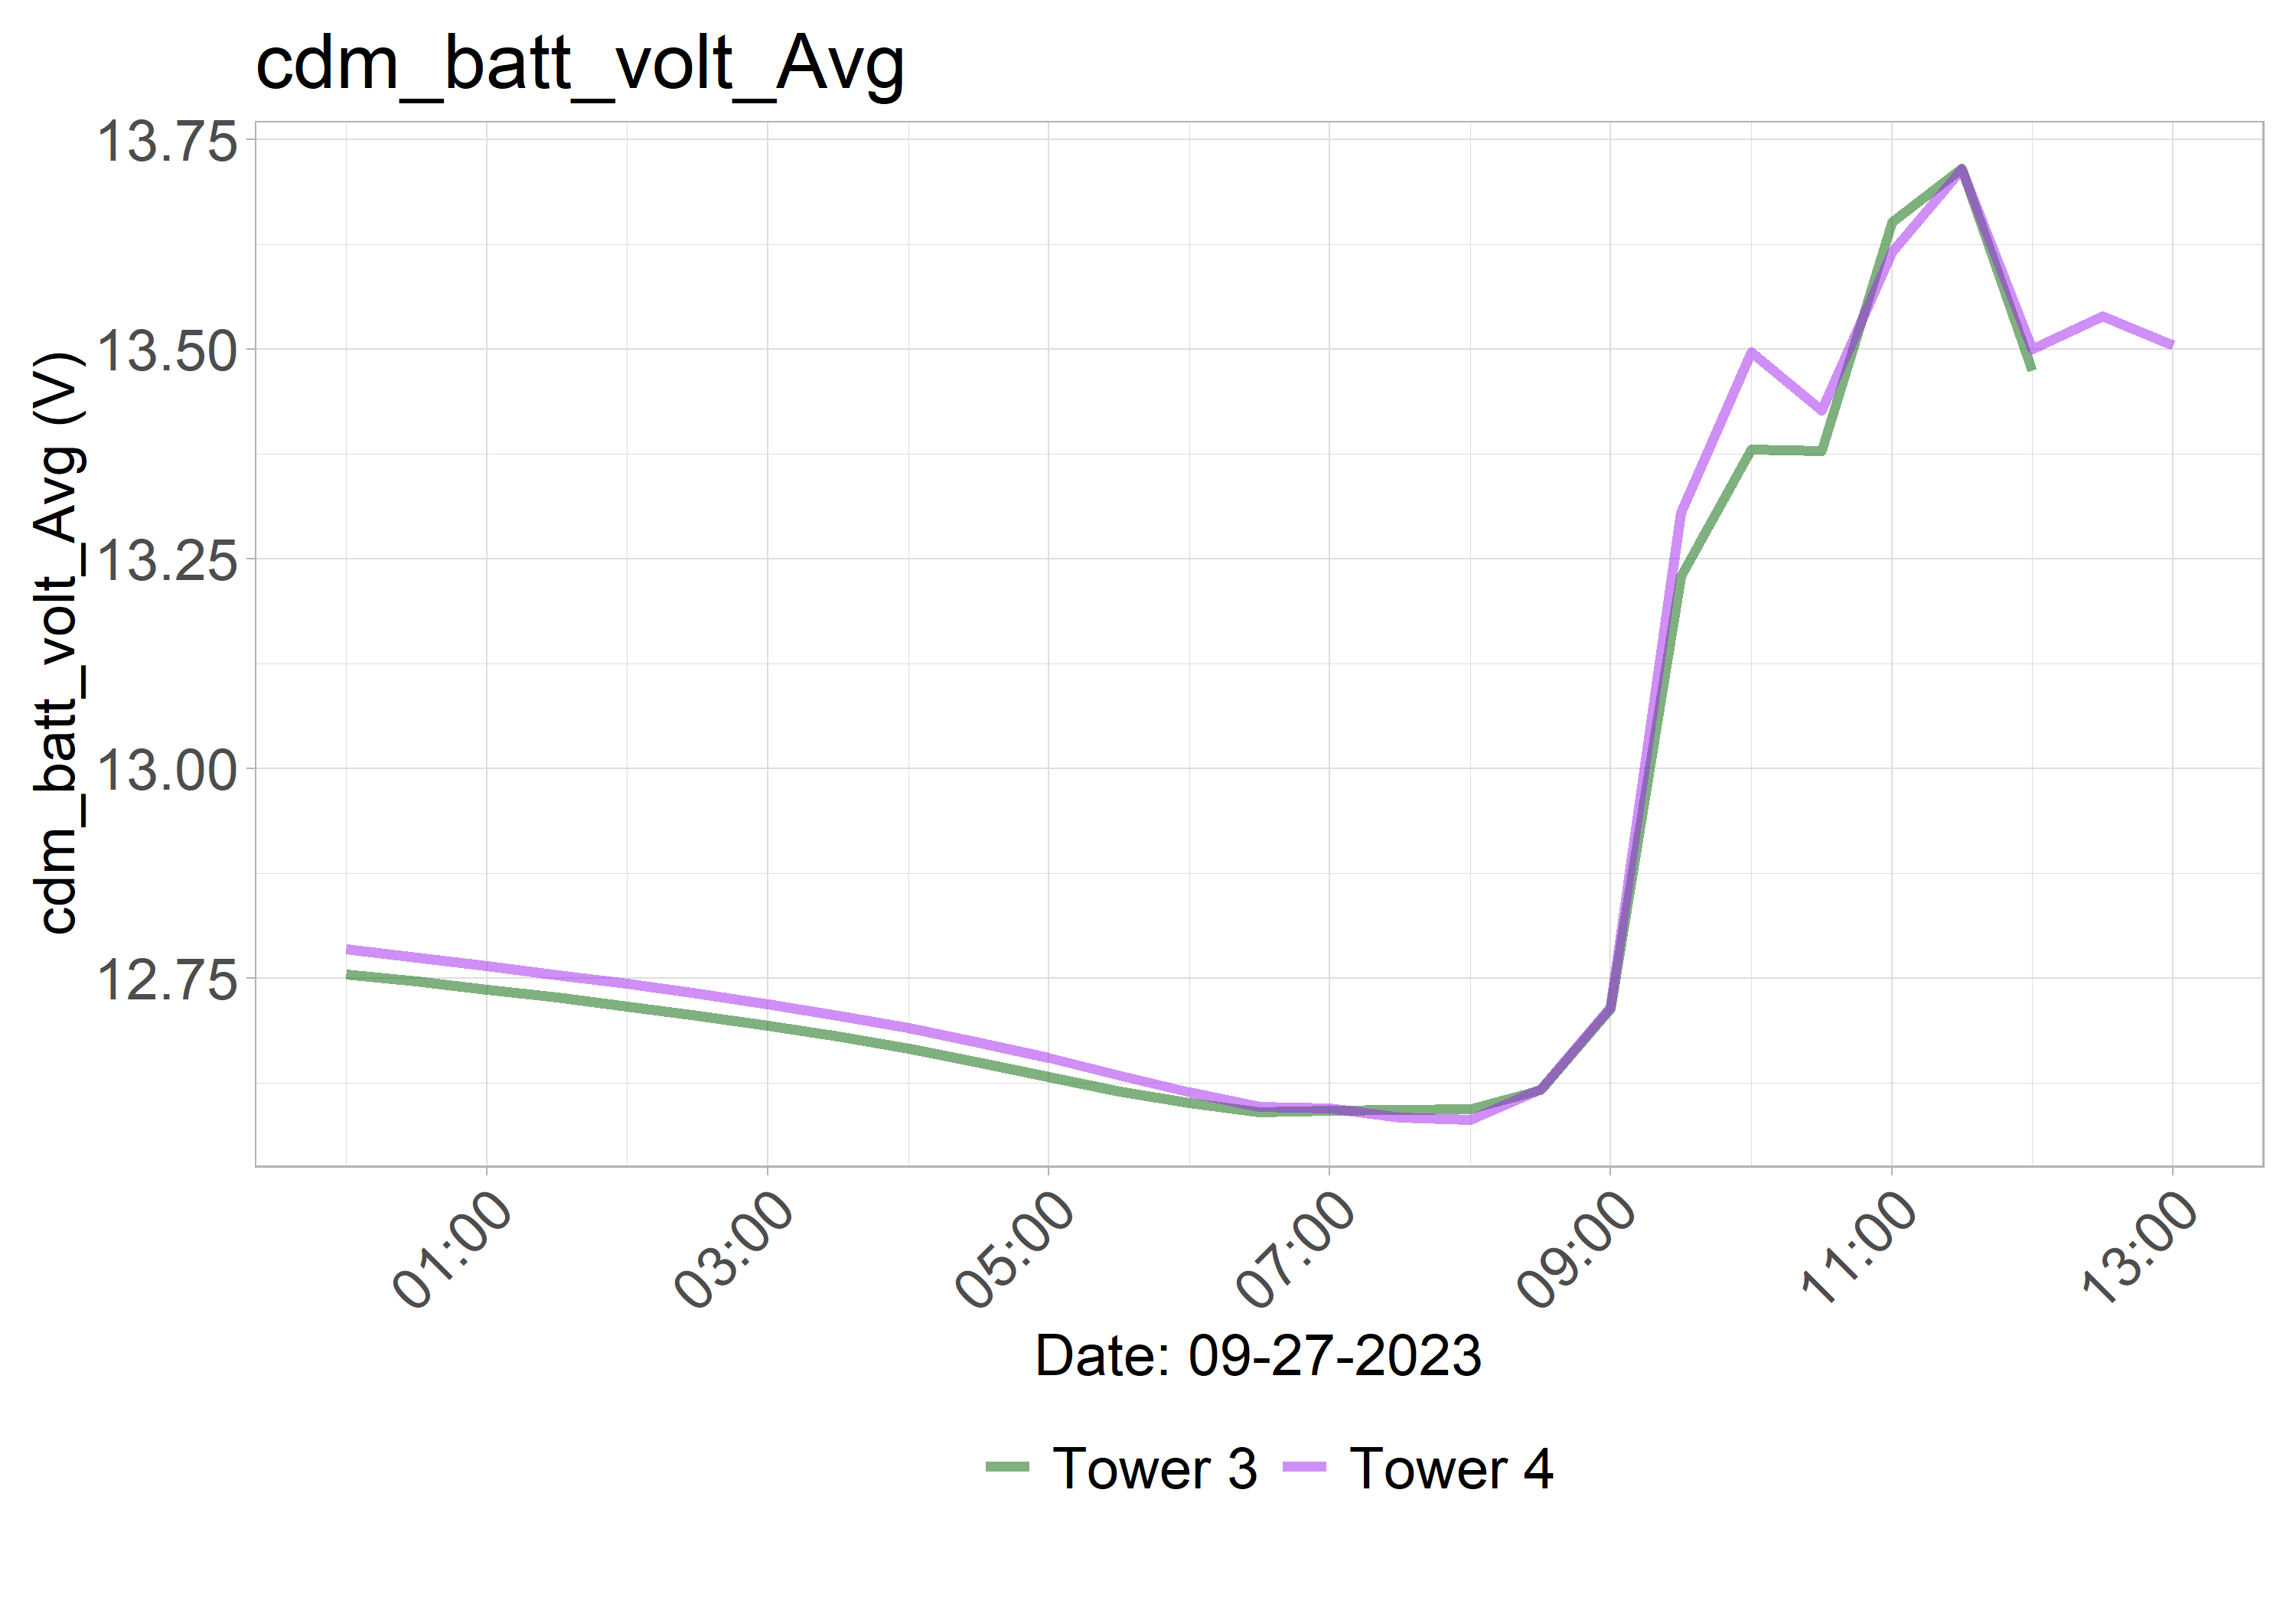 cdm_batt_volt_Avg
cdm_batt_volt_Avg (V)
13.75
13.50
13.25
13.00
12.75
01:00
03:00
05:00
07:00
09:00
11:00
13:00
Date: 09-27-2023
Tower 3
Tower 4